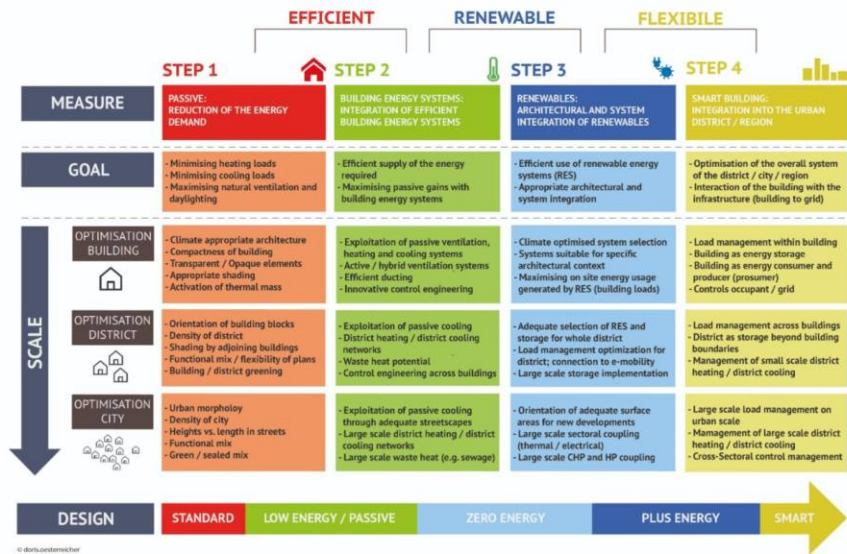 EFFICIENT
RENEWABLE
FLEXIBILE
STEP 1
STEP 2
STEP 3
STEP 4
MEASURE
PASSIVE:
REDUCTION OF THE ENERGY
DEMAND
BUILDING ENERGY SYSTEMS:
INTEGRATION OF EFFICIENT
BUILDING ENERGY SYSTEMS
RENEWABLES:
ARCHITECTURAL AND SYSTEM
INTEGRATION OF RENEWABLES
SMART BUILDING:
INTEGRATION INTO THE URBAN
DISTRICT / REGION
GOAL
- Minimising heating loads
- Minimising cooling loads
- Maximising natural ventilation and
daylighting
- Efficient supply of the energy
required
- Maximising passive gains with
building energy systems
- Efficient use of renewable energy
systems (RES)
- Appropriate architectural and
system integration
- Optimisation of the overall system
of the district / city / region
- Interaction of the building with the
infrastructure (building to grid)
SCALE
OPTIMISATION
BUILDING
- Climate appropriate architecture
- Compactness of building
- Transparent / Opaque elements
- Appropriate shading
- Activation of thermal mass
- Exploitation of passive ventilation,
heating and cooling systems
- Active / hybrid ventilation systems
- Efficient ducting
- Innovative control engineering
- Climate optimised system selection
- Systems suitable for specific
architectural context
- Maximising on site energy usage
generated by RES (building loads)
- Load management within building
- Building as energy storage
- Building as energy consumer and
producer (prosumer)
- Controls occupant / grid
OPTIMISATION
DISTRICT
- Orientation of building blocks
- Density of district
- Shading by adjoining buildings
- Functional mix / flexibility of plans
- Building / district greening
- Exploitation of passive cooling
- District heating / district cooling
networks
- Waste heat potential
- Control engineering across buildings
- Adequate selection of RES and
storage for whole district
- Load management optimization for
district; connection to e-mobility
- Large scale storage implementation
- Load management across buildings
- District as storage beyond building
boundaries
- Management of small scale district
heating / district cooling
OPTIMISATION
CITY
- Urban morpholoy
- Density of city
- Heights vs. length in streets
- Functional mix
- Green / sealed mix
- Exploitation of passive cooling
through adequate streetscapes
- Large scale district heating / district
cooling networks
- Large scale waste heat (e.g. sewage)
- Orientation of adequate surface
areas for new developments
- Large scale sectoral coupling
(thermal / electrical)
- Large scale CHP and HP coupling
- Large scale load management on
urban scale
- Mamagement of large scale district
heating / district cooling
- Cross-Sectoral control management
DESIGN
STANDARD
LOW ENERGY / PASSIVE
ZERO ENERGY
PLUS ENERGY
SMART
© doris.oesterreicher